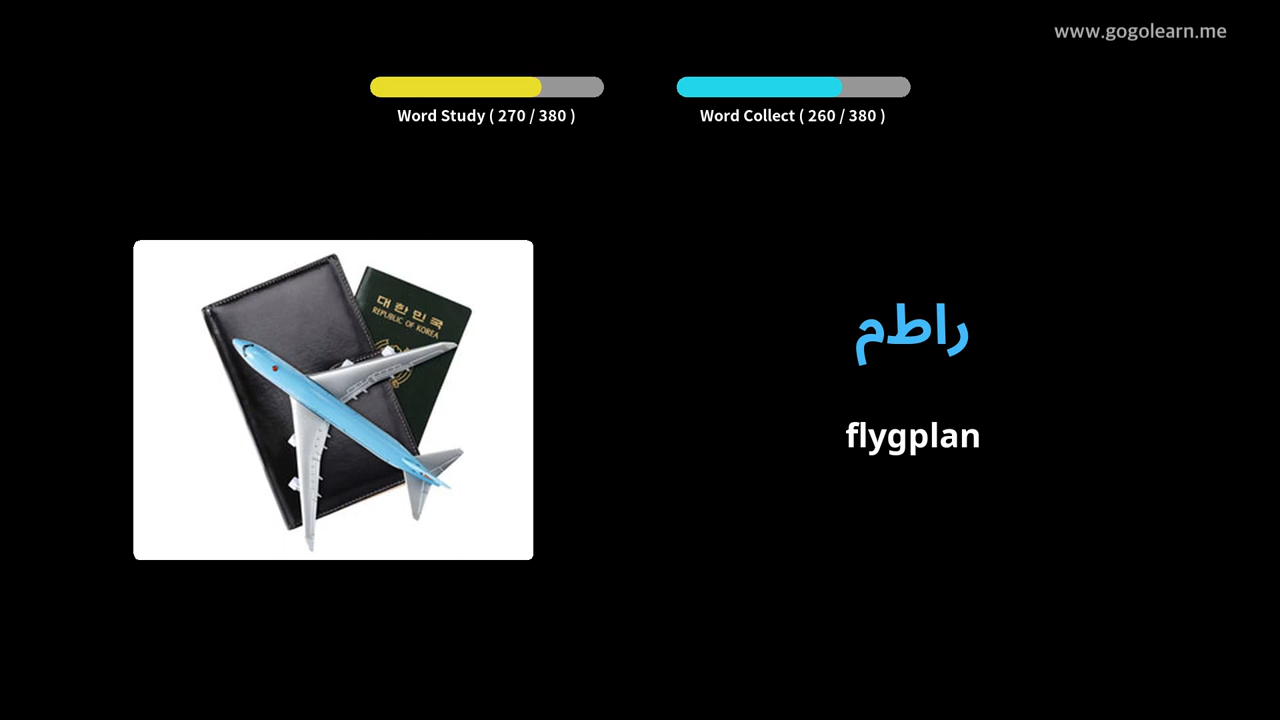 www.gogolearn.me
Word Study ( 270 / 380 )
Word Collect ( 260 / 380 )
대한민국
REPUBLIC OF KOREA
راطم
flygplan